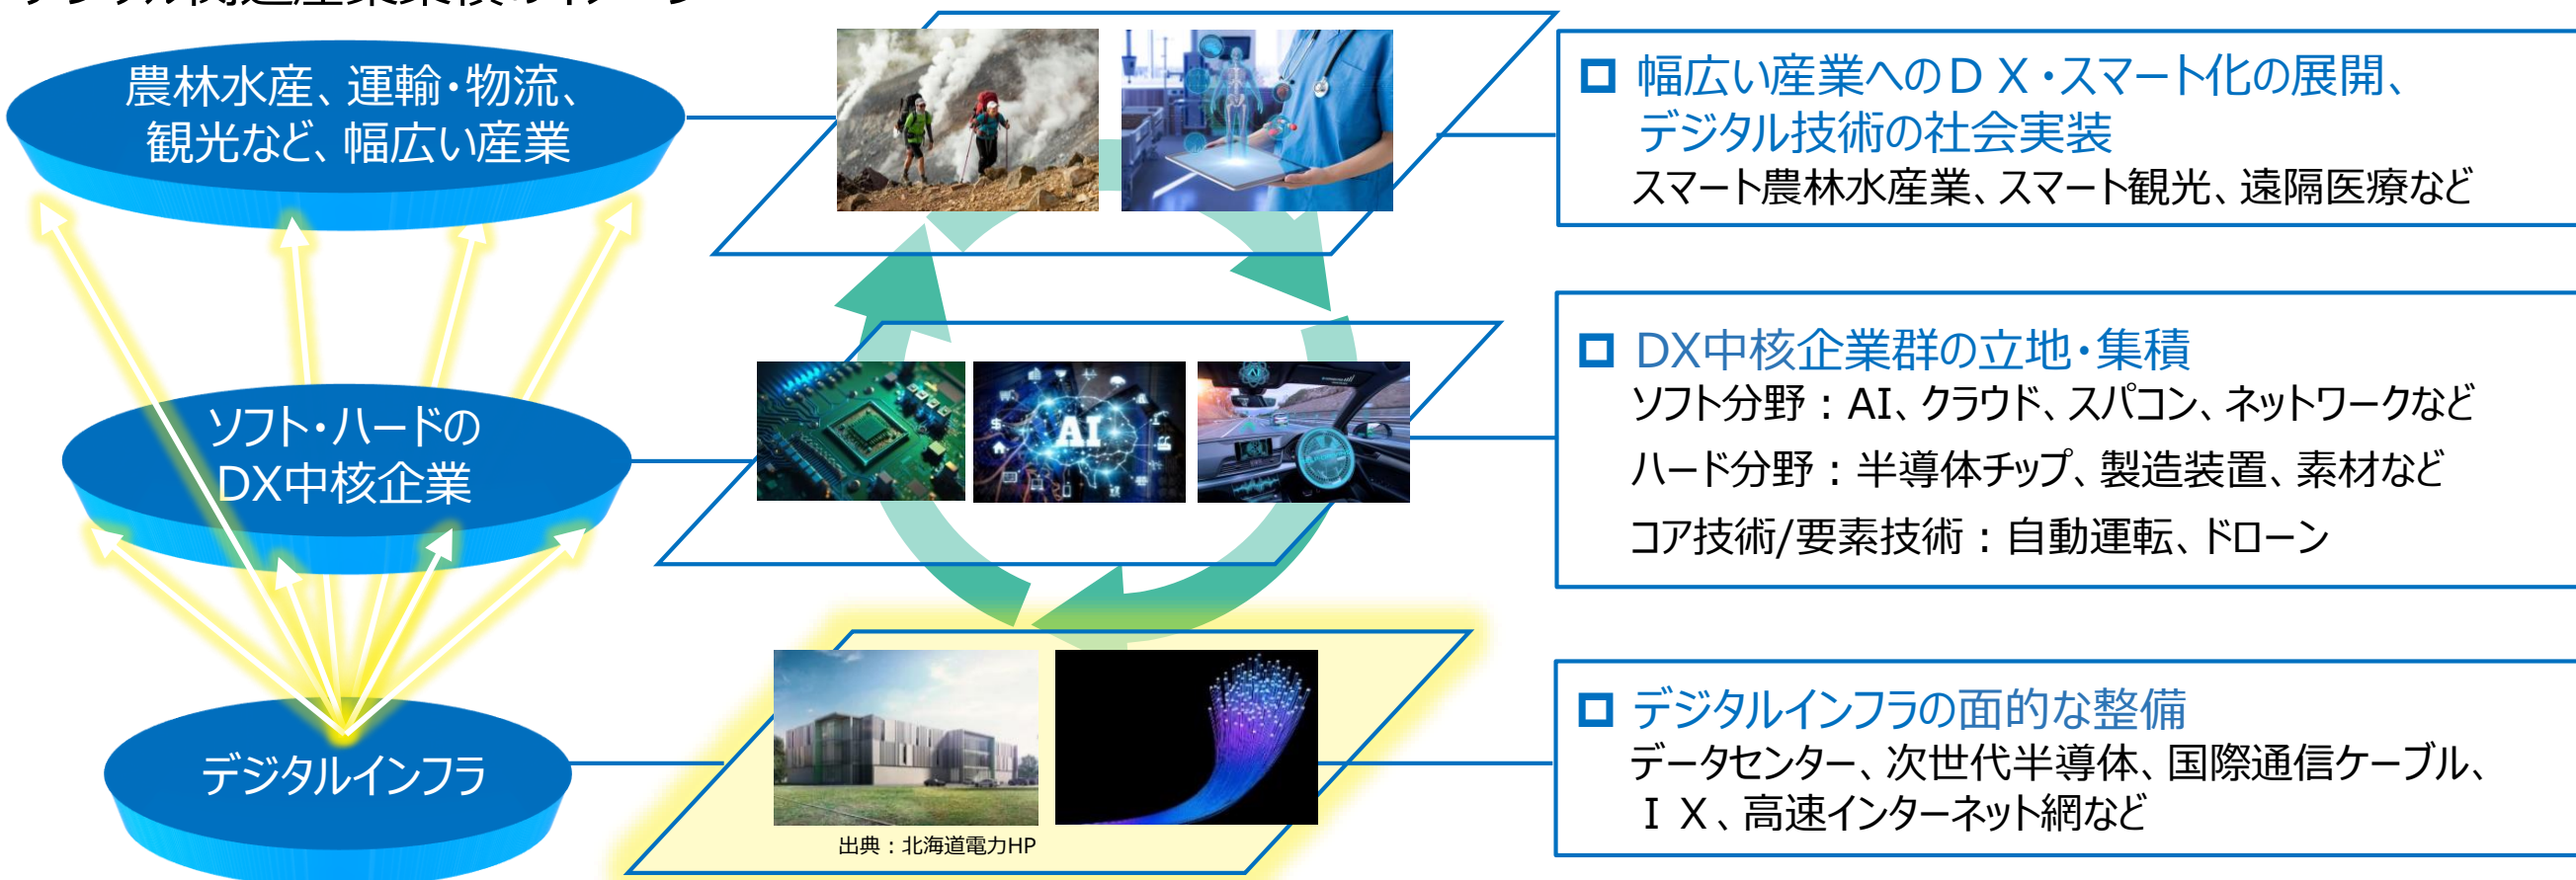 農林水産、運輸・物流、
観光など、幅広い産業
ソフト・ハードの
DX中核企業
デジタルインフラ
AI
出典：北海道電力HP
幅広い産業へのＤＸ・スマート化の展開、
デジタル技術の社会実装
スマート農林水産業、スマート観光、遠隔医療など
DX中核企業群の立地・集積
ソフト分野：AI、クラウド、スパコン、ネットワークなど
ハード分野：半導体チップ、製造装置、素材など
コア技術/要素技術：自動運転、ドローン
デジタルインフラの面的な整備
データセンター、次世代半導体、国際通信ケーブル、
ＩＸ、高速インターネット網など